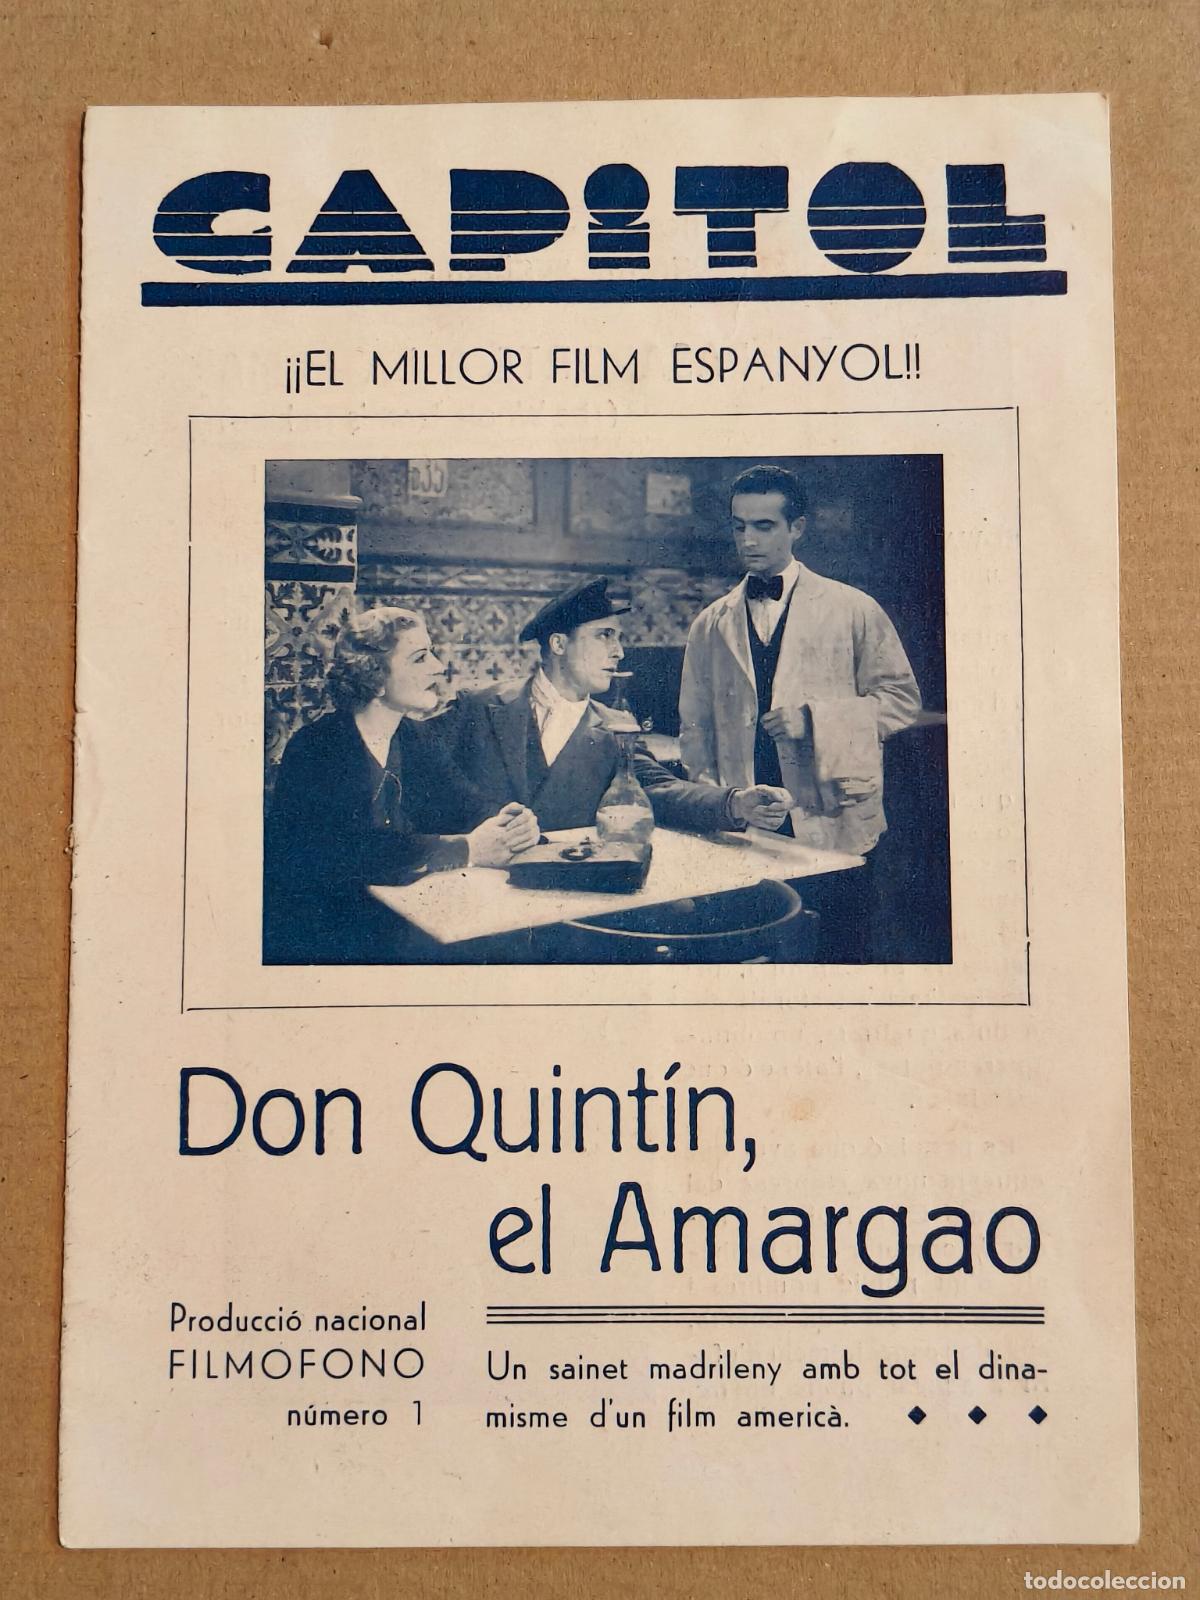 CAPiTOL
¡¡EL MILLOR FILM ESPANYOL!!
Don Quintín,
el Amargao
Producció nacional
FILMOFONO
número 1
Un sainet madrileny amb tot el dina-
misme d'un film americà.
todocoleccion